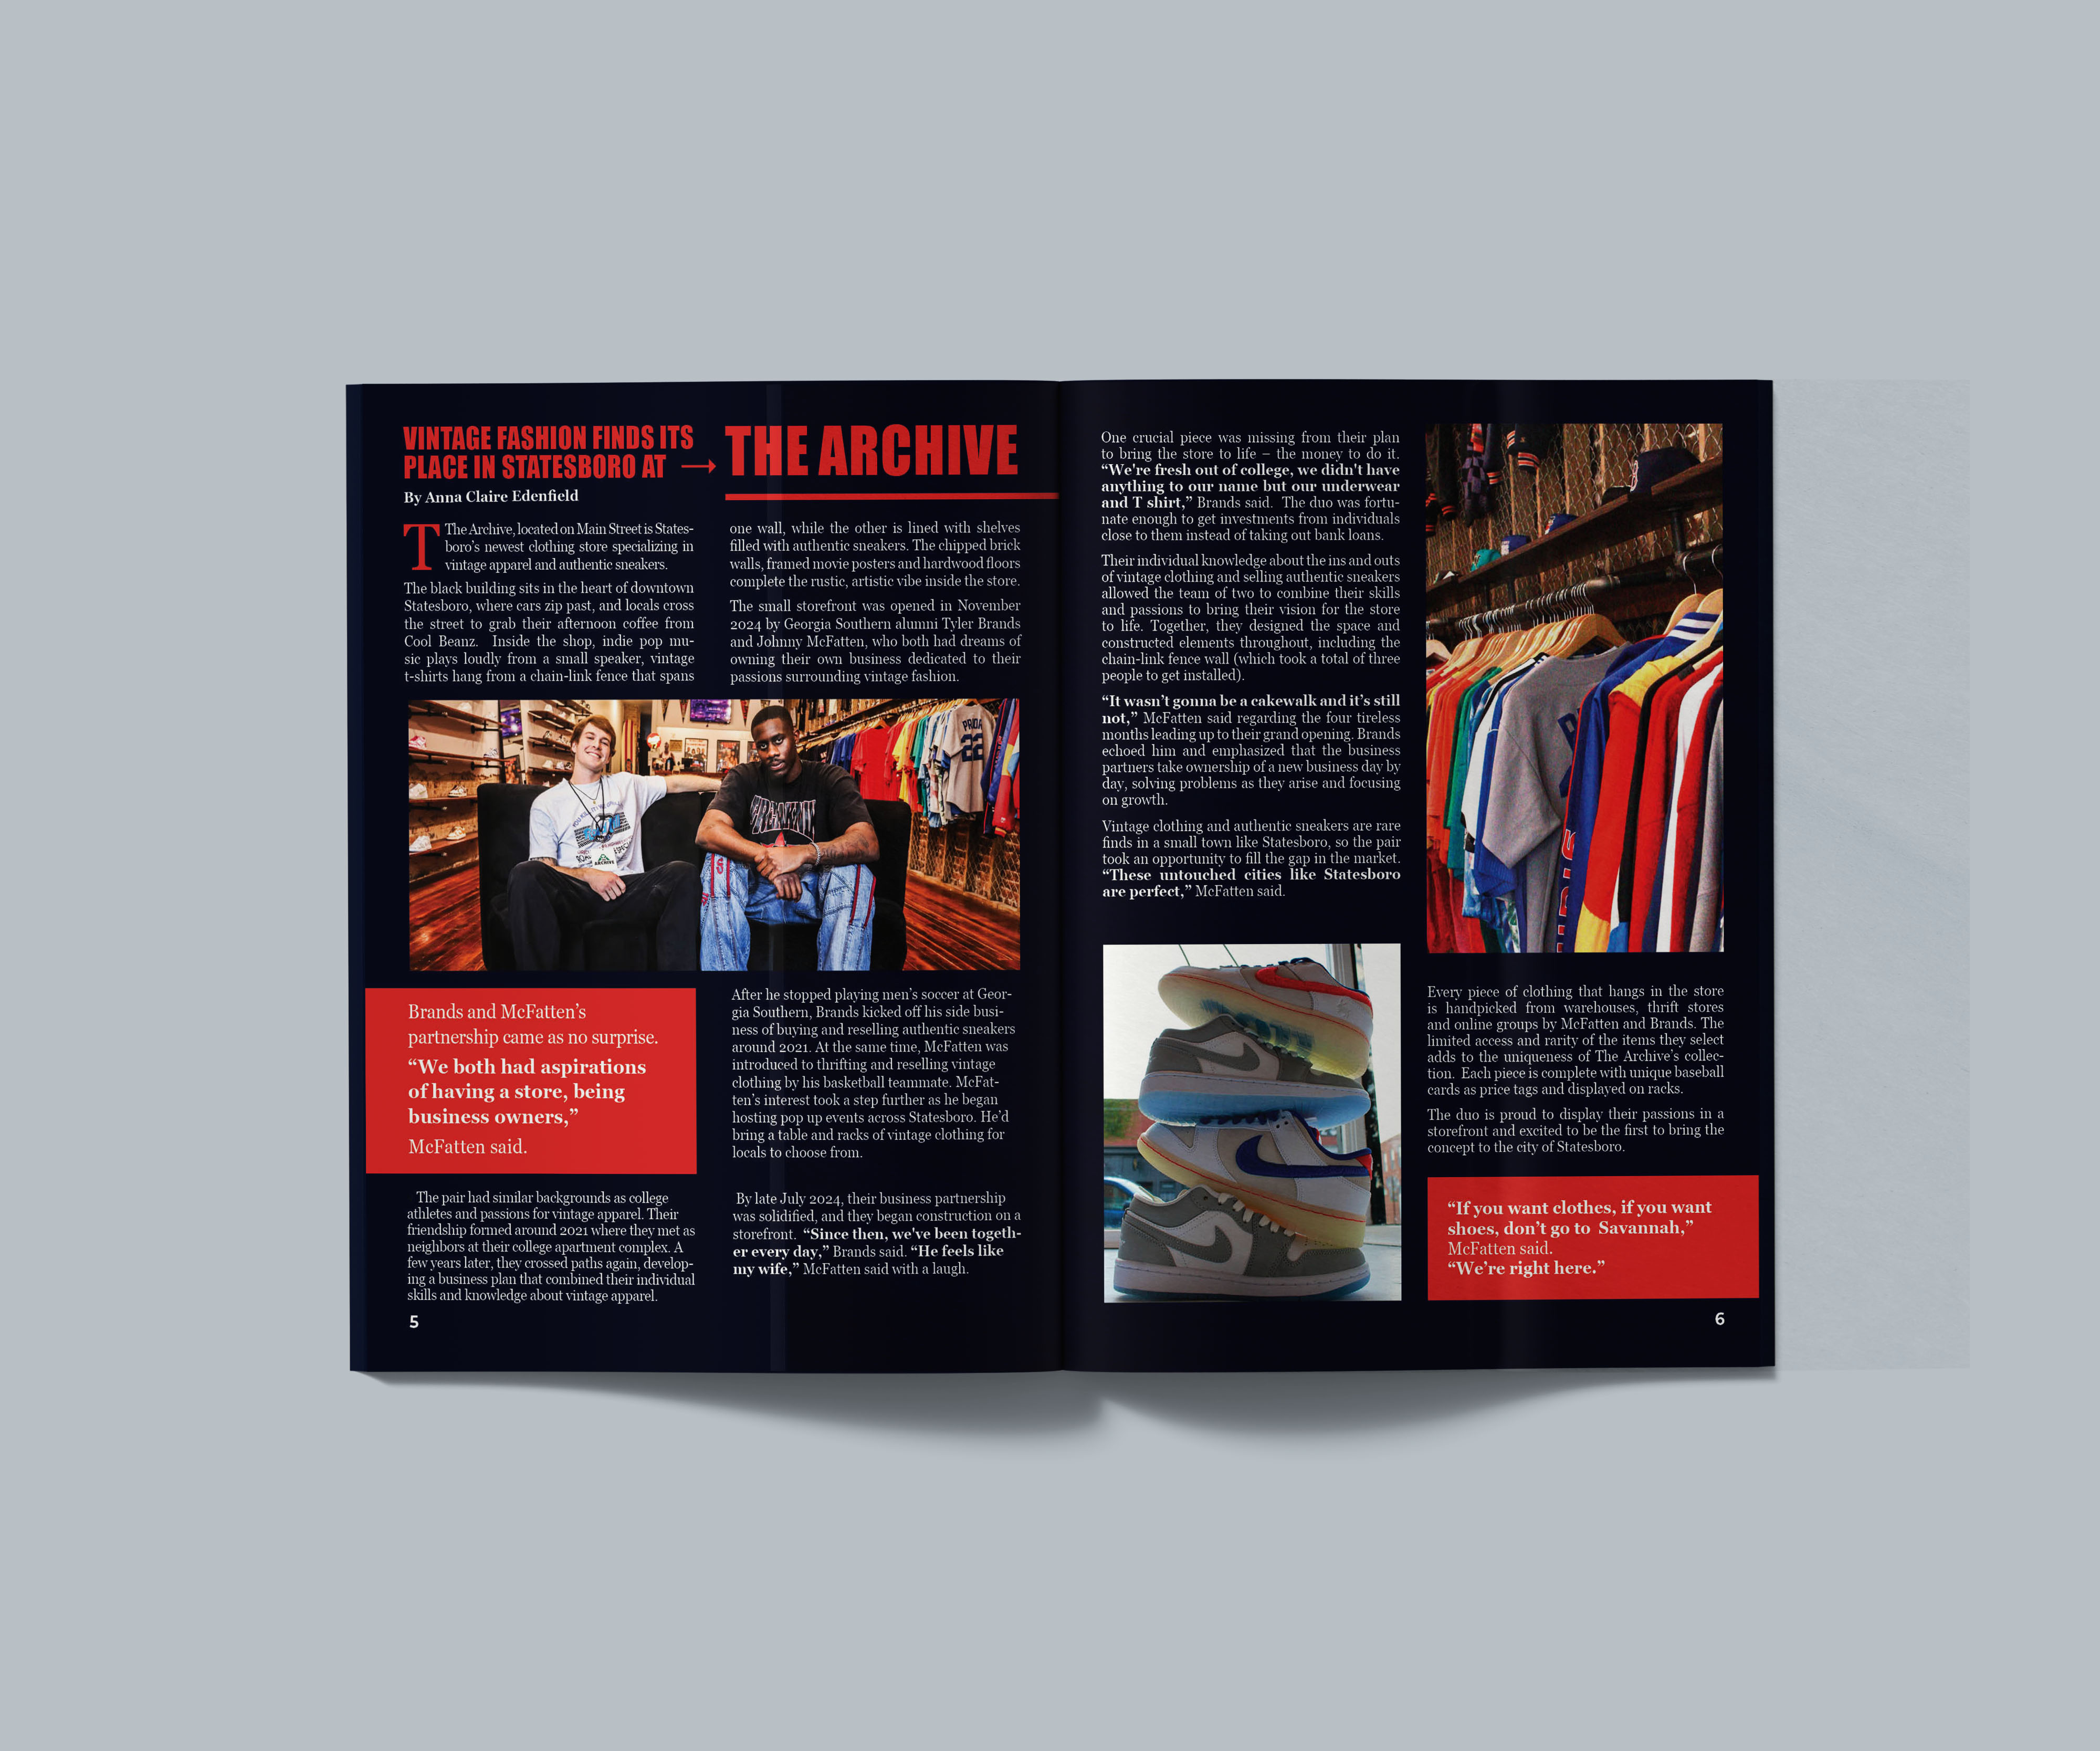 VINTAGE FASHION FINDS ITS
PLACE IN STATESBORO AT →
THE ARCHIVE
By Anna Claire Edenfield
T The Archive, located on Main Street is States-
boro's newest clothing store specializing in
vintage apparel and authentic sneakers.
The black building sits in the heart of downtown
Statesboro, where cars zip past, and locals cross
the street to grab their afternoon coffee from
Cool Beanz.  Inside the shop, indie pop mu-
sic plays loudly from a small speaker, vintage
t-shirts hang from a chain-link fence that spans
one wall, while the other is lined with shelves
filled with authentic sneakers. The chipped brick
walls, framed movie posters and hardwood floors
complete the rustic, artistic vibe inside the store.
The small storefront was opened in November
2024 by Georgia Southern alumni Tyler Brands
and Johnny McFatten, who both had dreams of
owning their own business dedicated to their
passions surrounding vintage fashion.
22
ARCHIVE
Brands and McFatten's
partnership came as no surprise.
“We both had aspirations
of having a store, being
business owners,”
McFatten said.
The pair had similar backgrounds as college
athletes and passions for vintage apparel. Their
friendship formed around 2021 where they met as
neighbors at their college apartment complex. A
few years later, they crossed paths again, develop-
ing a business plan that combined their individual
skills and knowledge about vintage apparel.
After he stopped playing men's soccer at Geor-
gia Southern, Brands kicked off his side busi-
ness of buying and reselling authentic sneakers
around 2021. At the same time, McFatten was
introduced to thrifting and reselling vintage
clothing by his basketball teammate. McFat-
ten's interest took a step further as he began
hosting pop up events across Statesboro. He'd
bring a table and racks of vintage clothing for
locals to choose from.
By late July 2024, their business partnership
was solidified, and they began construction on a
storefront.  “Since then, we've been togeth-
er every day,” Brands said. “He feels like
my wife,” McFatten said with a laugh.
5
One crucial piece was missing from their plan
to bring the store to life – the money to do it.
“We're fresh out of college, we didn't have
anything to our name but our underwear
and T shirt,” Brands said.  The duo was fortu-
nate enough to get investments from individuals
close to them instead of taking out bank loans.
Their individual knowledge about the ins and outs
of vintage clothing and selling authentic sneakers
allowed the team of two to combine their skills
and passions to bring their vision for the store
to life. Together, they designed the space and
constructed elements throughout, including the
chain-link fence wall (which took a total of three
people to get installed).
“It wasn’t gonna be a cakewalk and it’s still
not,” McFatten said regarding the four tireless
months leading up to their grand opening. Brands
echoed him and emphasized that the business
partners take ownership of a new business day by
day, solving problems as they arise and focusing
on growth.
Vintage clothing and authentic sneakers are rare
finds in a small town like Statesboro, so the pair
took an opportunity to fill the gap in the market.
“These untouched cities like Statesboro
are perfect,” McFatten said.
Every piece of clothing that hangs in the store
is handpicked from warehouses, thrift stores
and online groups by McFatten and Brands. The
limited access and rarity of the items they select
adds to the uniqueness of The Archive's collec-
tion.  Each piece is complete with unique baseball
cards as price tags and displayed on racks.
The duo is proud to display their passions in a
storefront and excited to be the first to bring the
concept to the city of Statesboro.
“If you want clothes, if you want
shoes, don’t go to  Savannah,”
McFatten said.
“We’re right here.”
6